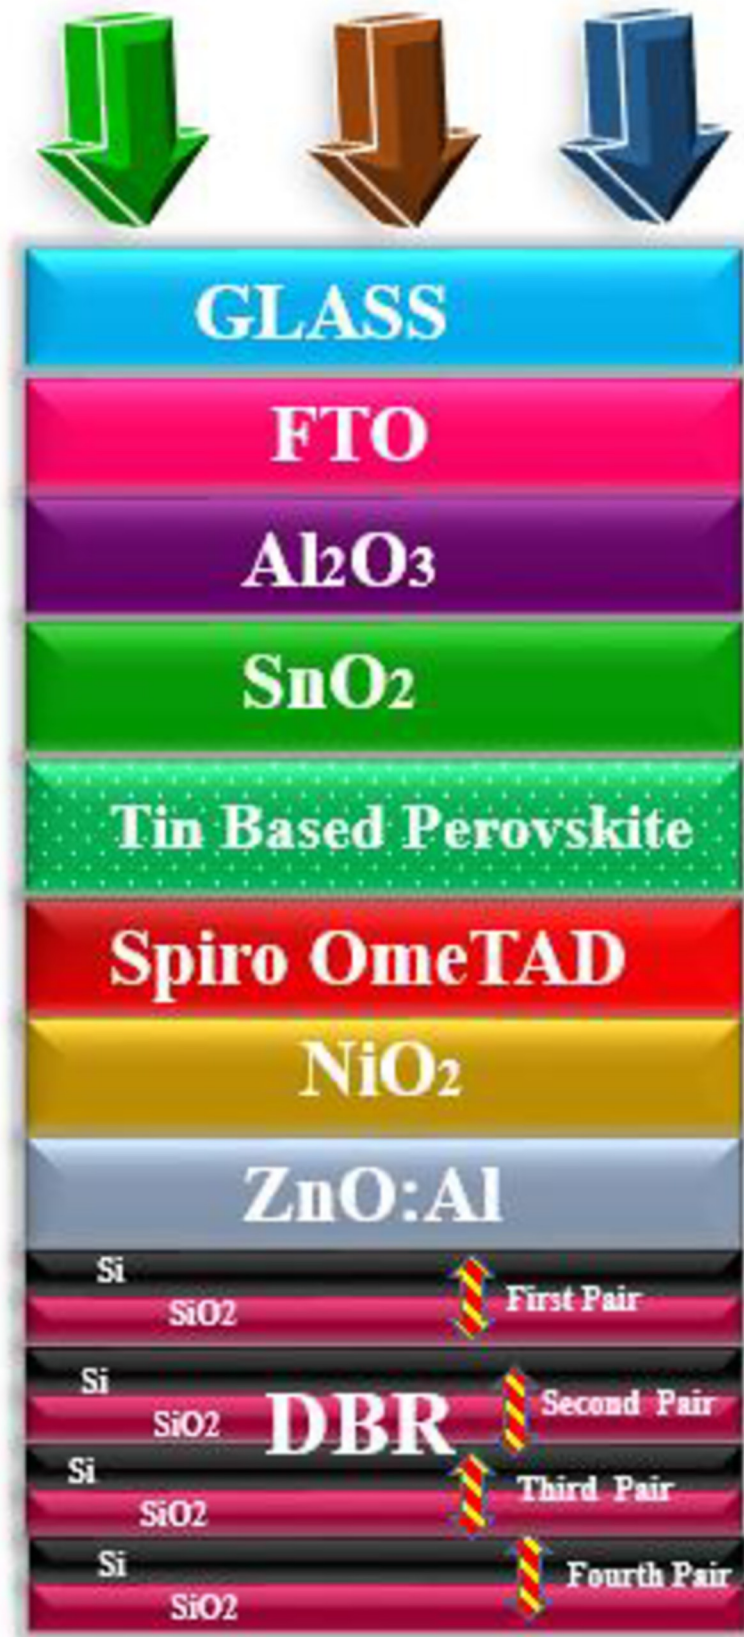 GLASS
FTO
Al2O3
SnO2
Tin Based Perovskite
Spiro OmeTAD
NiO2
ZnO:Al
Si
SiO2
First Pair
Si
SiO2
DBR
Second Pair
Si
SiO2
Third Pair
Si
SiO2
Fourth Pair